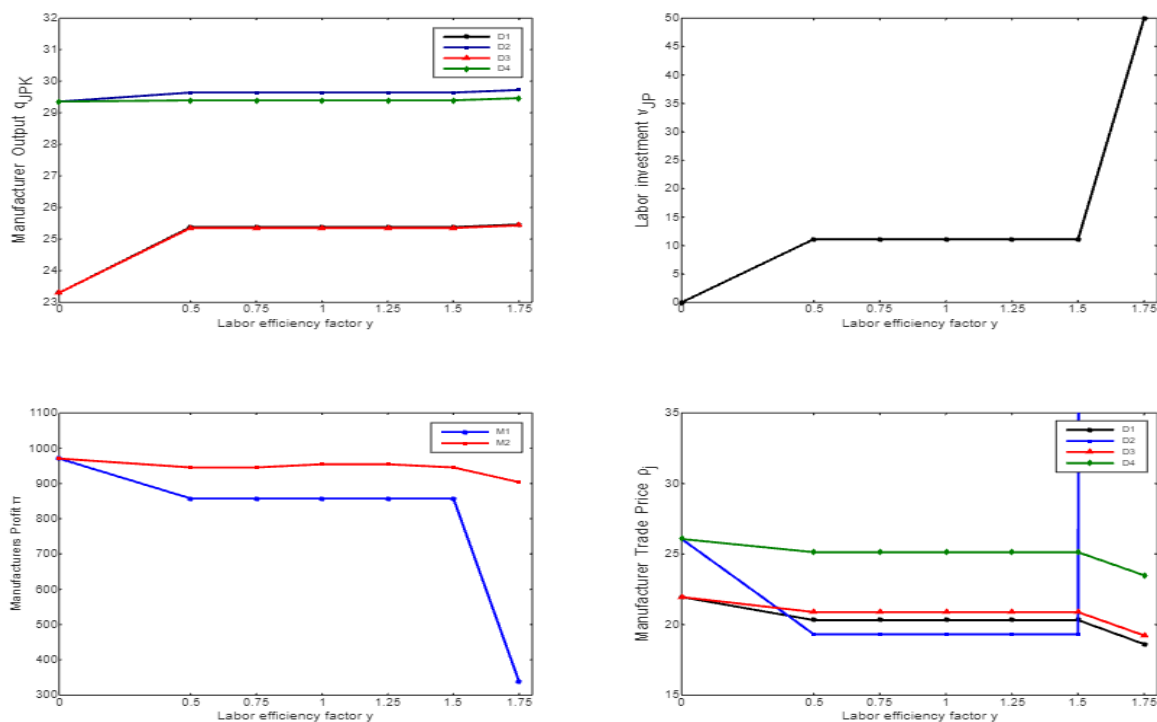 32
31
30
29
28
27
26
25
24
23
Manufacturer Output q_JPK
D1
D2
D3
D4
0 0.5 0.75 1 1.25 1.5 1.75
Labor efficiency factor y
50
45
40
35
30
25
20
15
10
5
0
Labor investment v_JP
0 0.5 0.75 1 1.25 1.5 1.75
Labor efficiency factor y
1100
1000
900
800
700
600
500
400
300
Manufacturers Profit π
M1
M2
0 0.5 0.75 1 1.25 1.5 1.75
Labor efficiency factor y
35
30
25
20
15
Manufacturer Trade Price ρ_j
D1
D2
D3
D4
0 0.5 0.75 1 1.25 1.5 1.75
Labor efficiency factor y